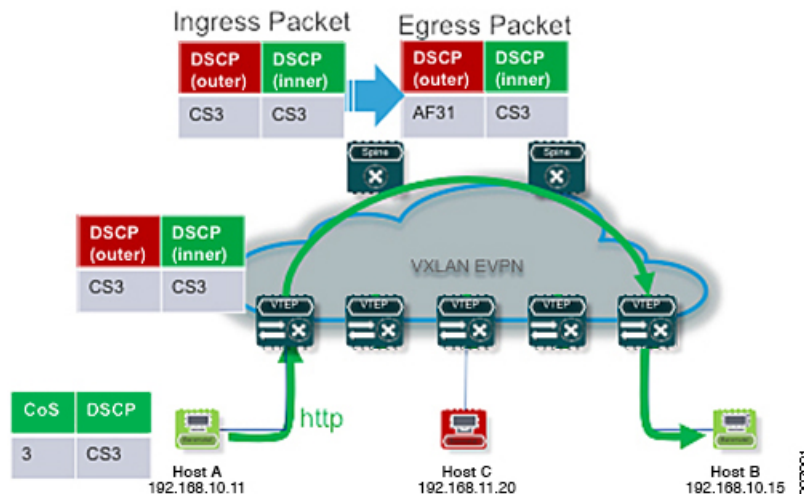 Ingress Packet
Egress Packet
DSCP (outer)
DSCP (inner)
CS3
CS3
DSCP (outer)
DSCP (inner)
AF31
CS3
Spine
Spine
DSCP (outer)
DSCP (inner)
CS3
CS3
VXLAN EVPN
VTEP
VTEP
VTEP
VTEP
VTEP
CoS
DSCP
3
CS3
http
Host A
192.168.10.11
Host C
192.168.11.20
Host B
192.168.10.15